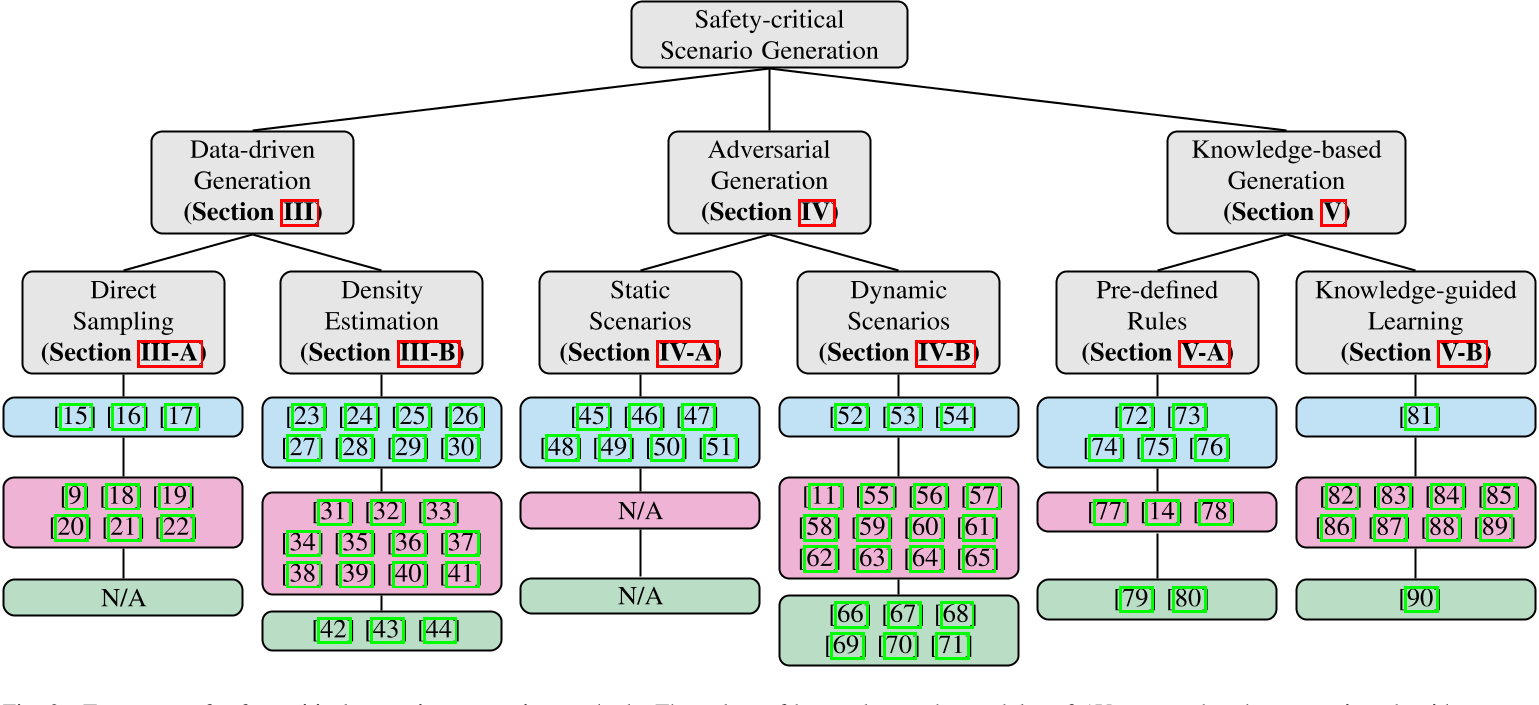 Safety-critical
Scenario Generation
Data-driven
Generation
(Section III)
Adversarial
Generation
(Section IV)
Knowledge-based
Generation
(Section V)
Direct
Sampling
(Section III-A)
Density
Estimation
(Section III-B)
Static
Scenarios
(Section IV-A)
Dynamic
Scenarios
(Section IV-B)
Pre-defined
Rules
(Section V-A)
Knowledge-guided
Learning
(Section V-B)
[15] [16] [17]
[9] [18] [19]
[20] [21] [22]
N/A
[23] [24] [25] [26]
[27] [28] [29] [30]
[31] [32] [33]
[34] [35] [36] [37]
[38] [39] [40] [41]
[42] [43] [44]
[45] [46] [47]
[48] [49] [50] [51]
N/A
N/A
[52] [53] [54]
[11] [55] [56] [57]
[58] [59] [60] [61]
[62] [63] [64] [65]
[66] [67] [68]
[69] [70] [71]
[72] [73]
[74] [75] [76]
[77] [14] [78]
[79] [80]
[81]
[82] [83] [84] [85]
[86] [87] [88] [89]
[90]